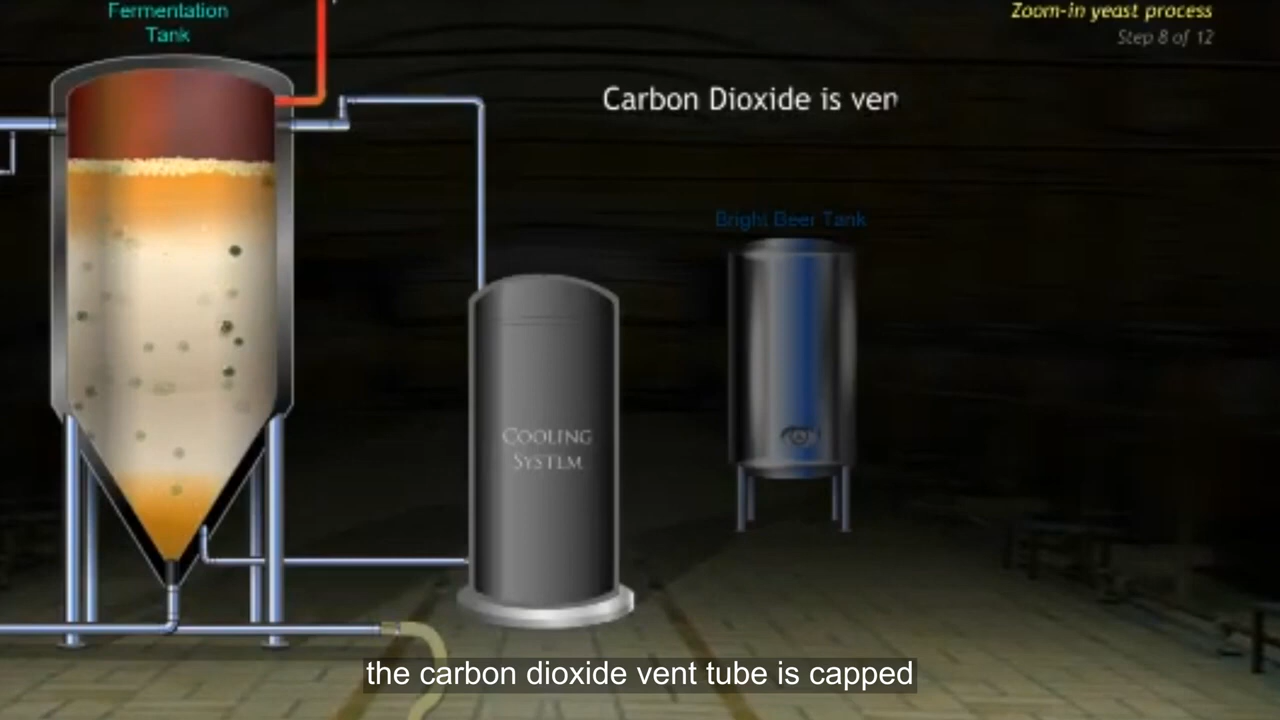 Fermentation
Tank
Zoom-in yeast process
Step 8 of 12
Carbon Dioxide is ven
Bright Beer Tank
COOLING
SYSTEM
the carbon dioxide vent tube is capped